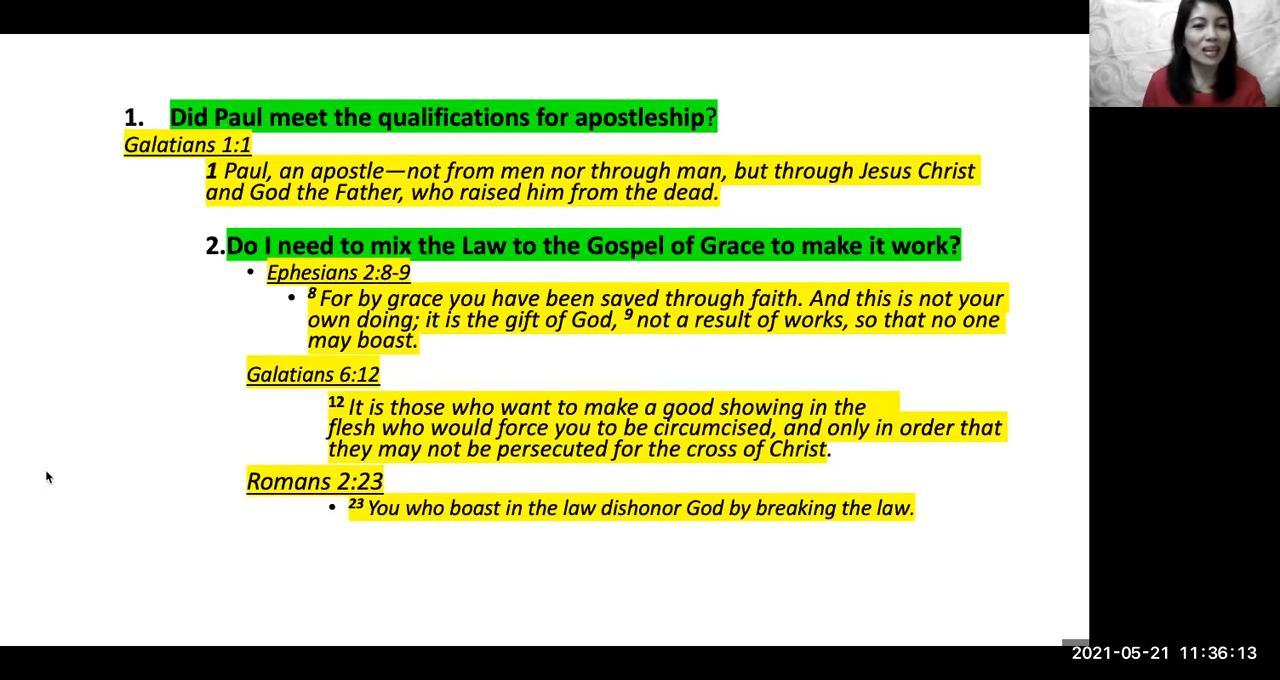 1. Did Paul meet the qualifications for apostleship?
Galatians 1:1
1 Paul, an apostle—not from men nor through man, but through Jesus Christ
and God the Father, who raised him from the dead.
2.Do I need to mix the Law to the Gospel of Grace to make it work?
• Ephesians 2:8-9
• 8 For by grace you have been saved through faith. And this is not your
own doing; it is the gift of God, 9 not a result of works, so that no one
may boast.
Galatians 6:12
12 It is those who want to make a good showing in the
flesh who would force you to be circumcised, and only in order that
they may not be persecuted for the cross of Christ.
Romans 2:23
• 23 You who boast in the law dishonor God by breaking the law.
2021-05-21 11:36:13